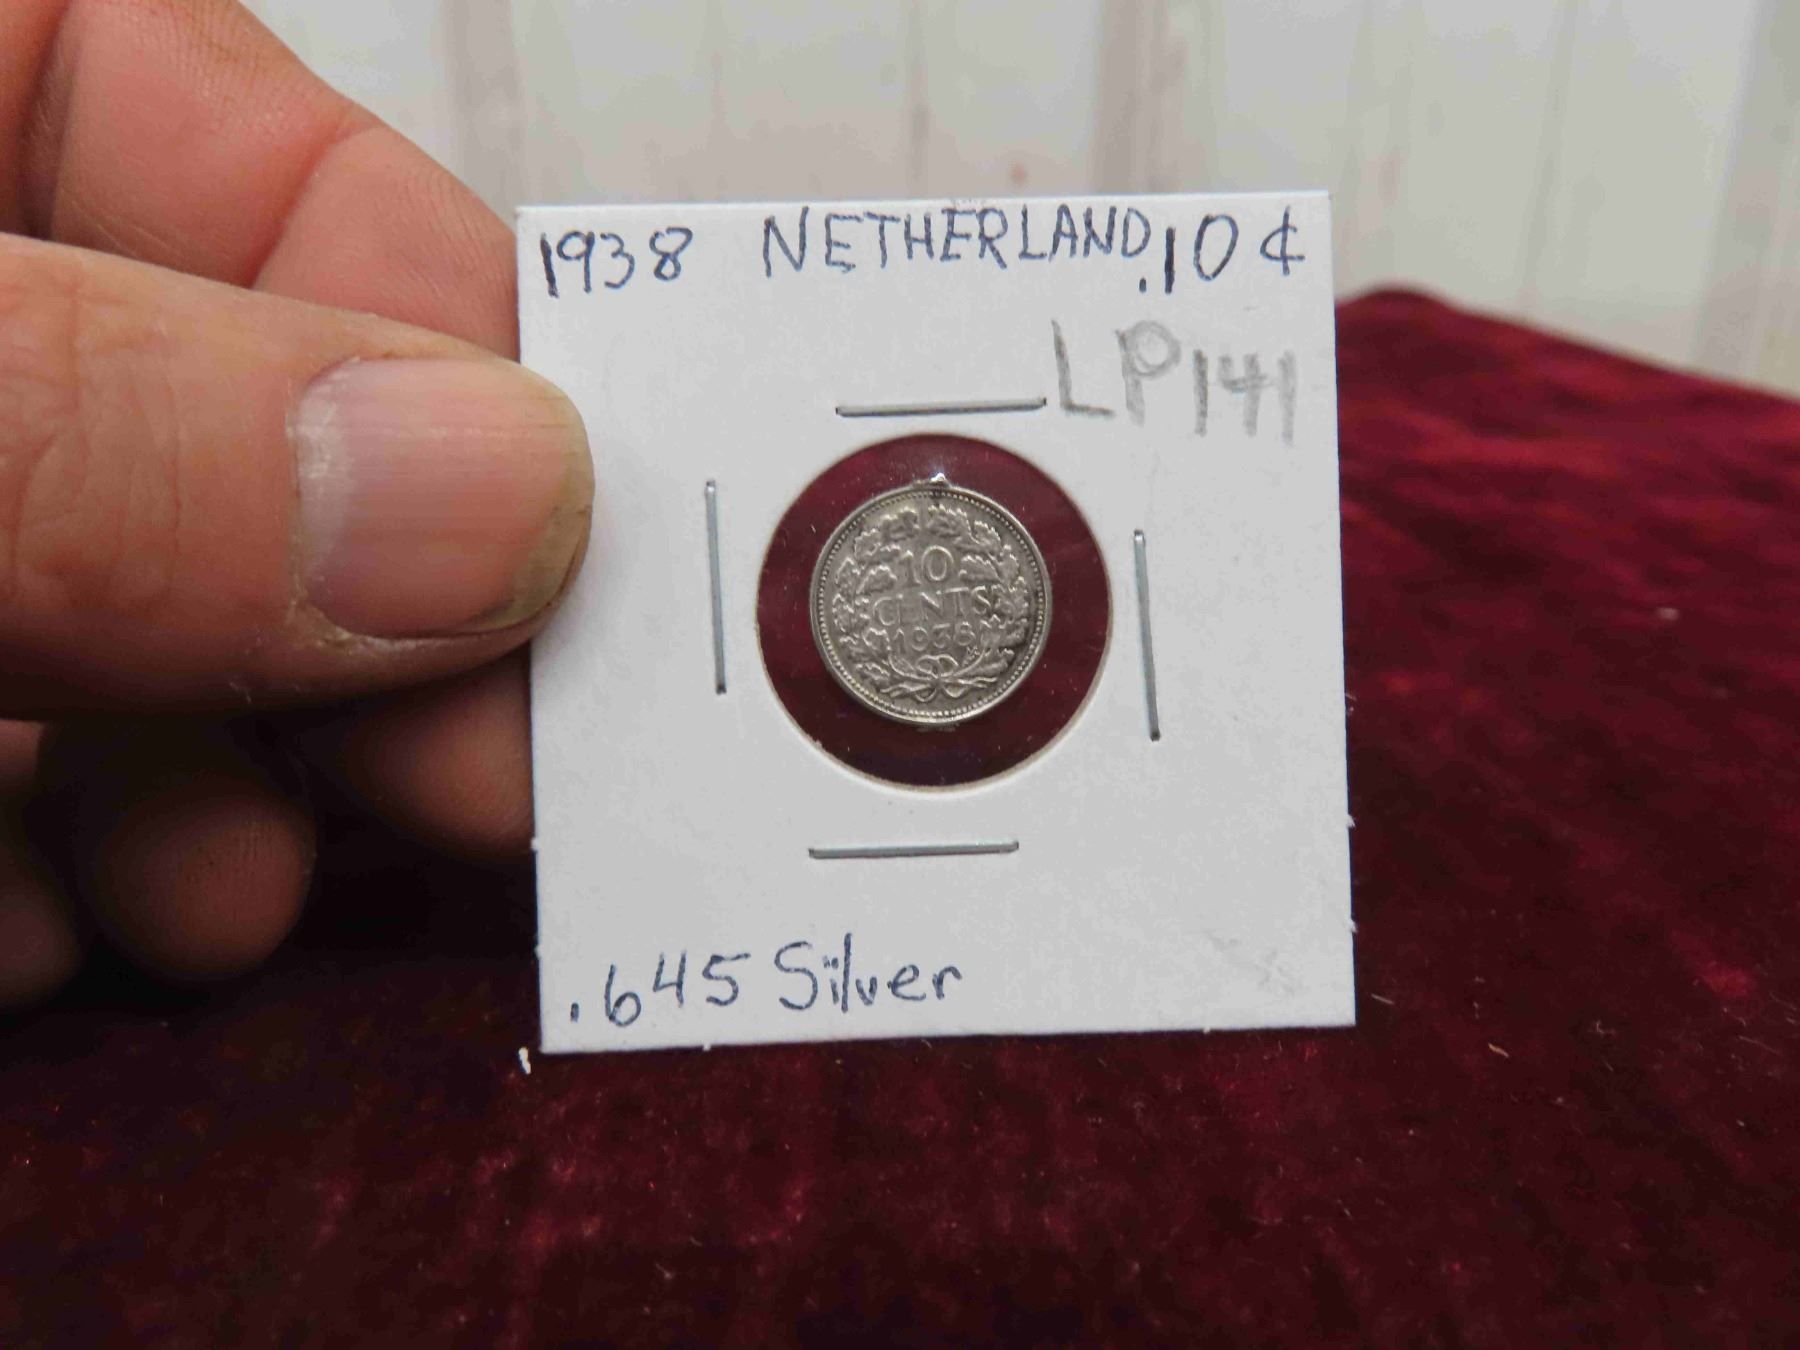 1938 NETHERLAND .10 ¢
LP141
10
CENTS
1938
.645 Silver